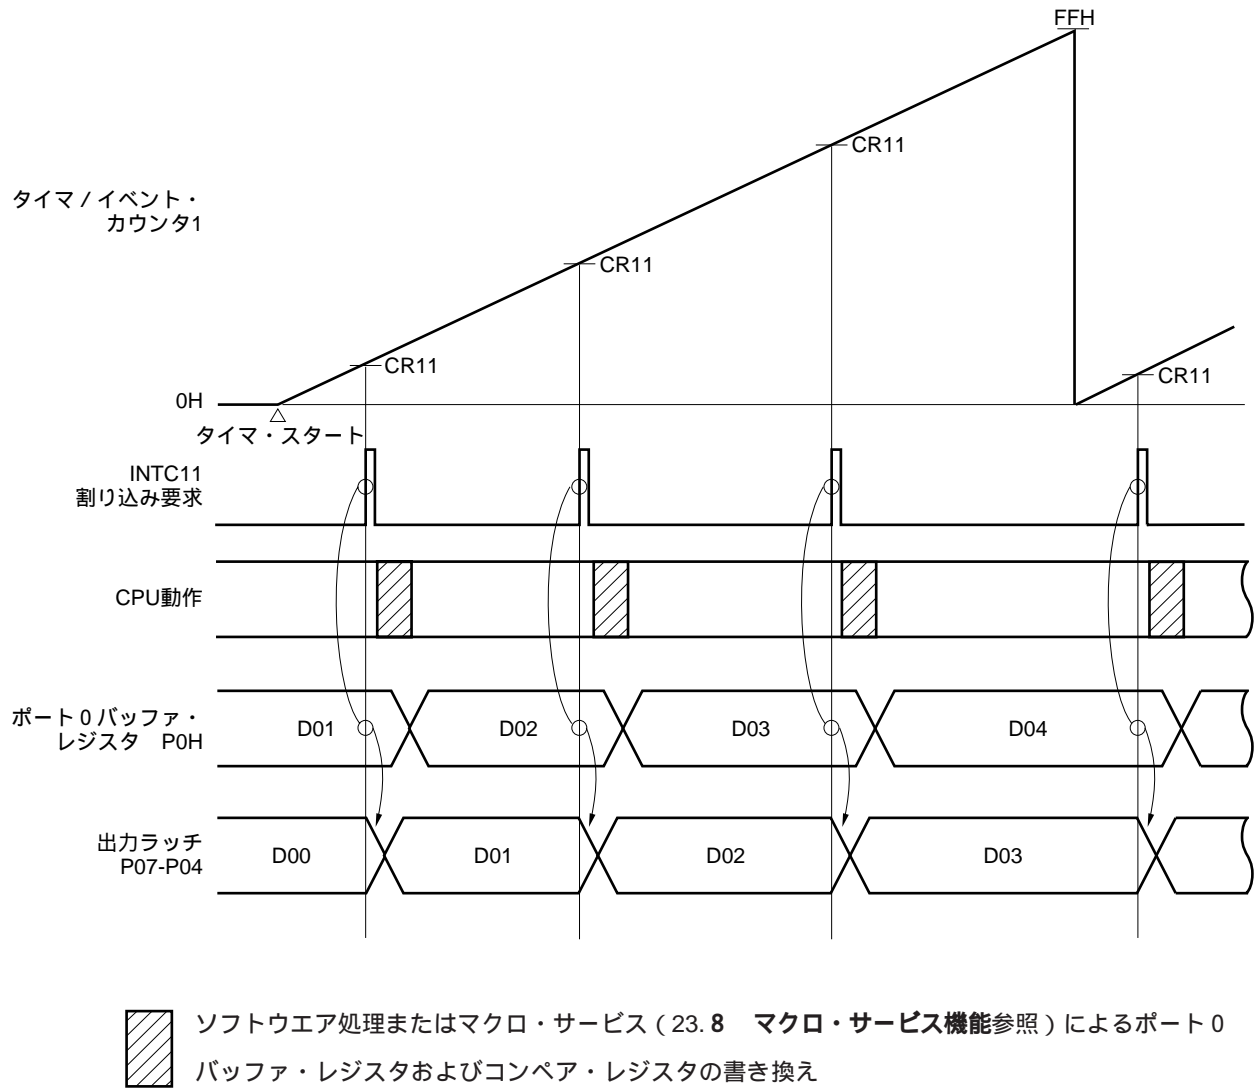 FFH
CR11
タイマ / イベント・
カウンタ1
CR11
CR11
CR11
0H
タイマ・スタート
INTC11
割り込み要求
CPU動作
ポート0バッファ・
レジスタ　P0H
D01
D02
D03
D04
出力ラッチ
P07-P04
D00
D01
D02
D03
ソフトウエア処理またはマクロ・サービス（23. 8　マクロ・サービス機能参照）によるポート0
バッファ・レジスタおよびコンペア・レジスタの書き換え